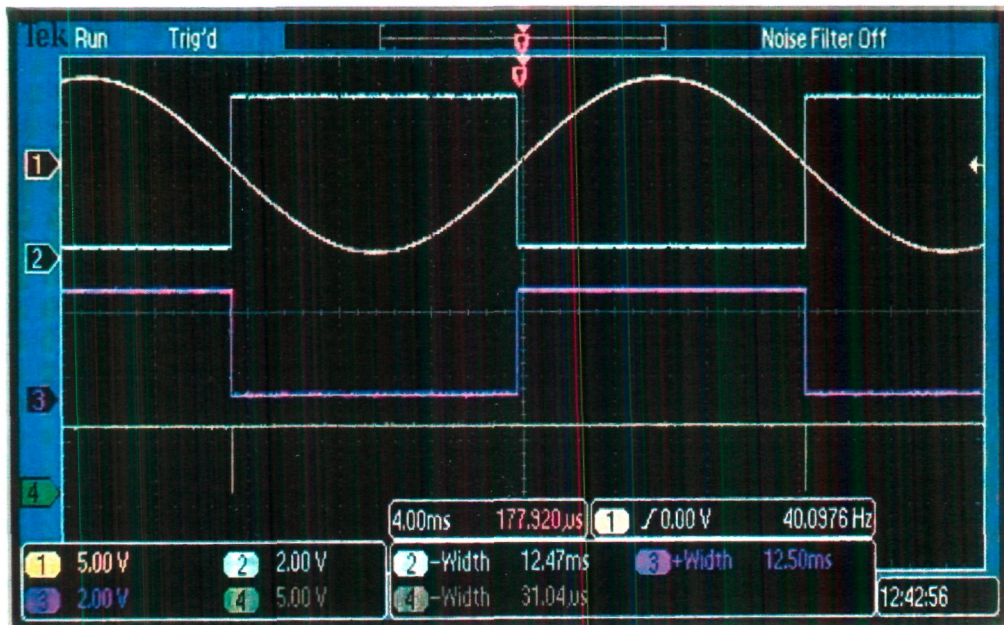 Tek Run Trig'd Noise Filter Off
1
2
3
4
4.00ms 177.920µs 1 ∫ 0.00 V 40.0976 Hz
1 5.00 V 2 2.00 V 2 -Width 12.47ms 3 +Width 12.50ms
3 2.00 V 4 5.00 V 4 -Width 31.04µs
12:42:56